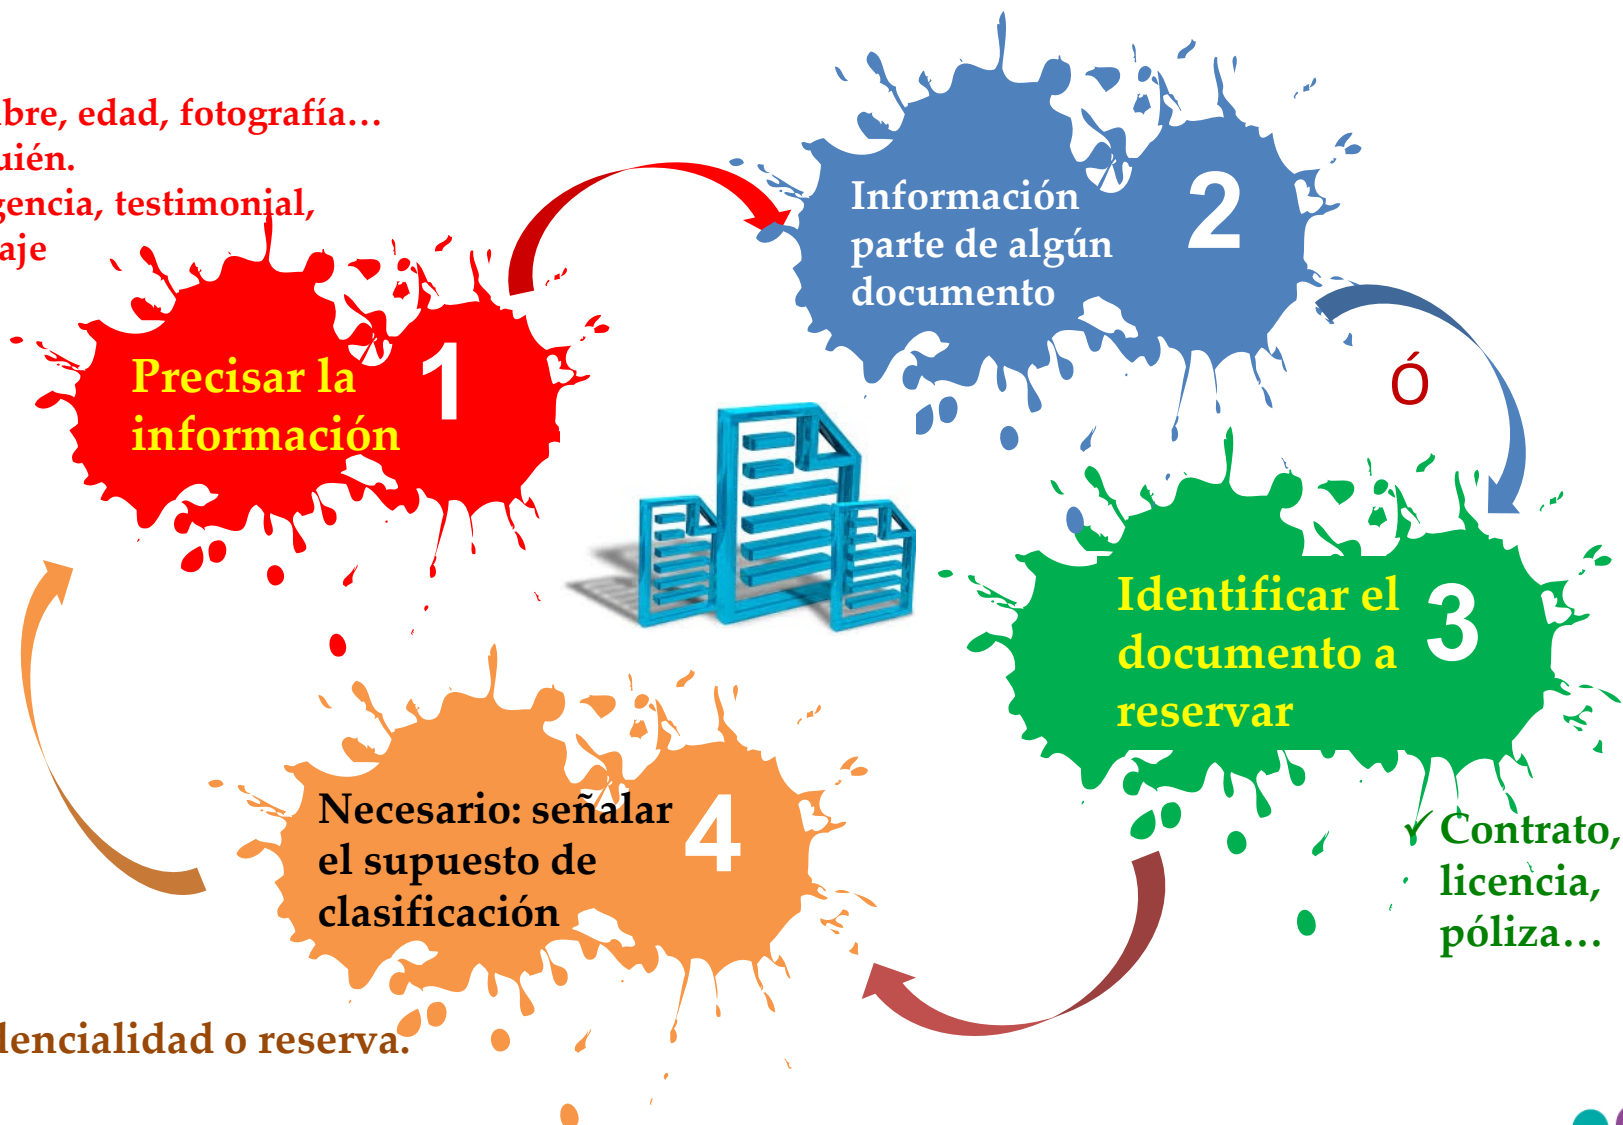 bre, edad, fotografía…
uién.
gencia, testimonial,
aje
1
Precisar la
información
2
Información
parte de algún
documento
Ó
3
Identificar el
documento a
reservar
Contrato,
licencia,
póliza…
4
Necesario: señalar
el supuesto de
clasificación
dencialidad o reserva.